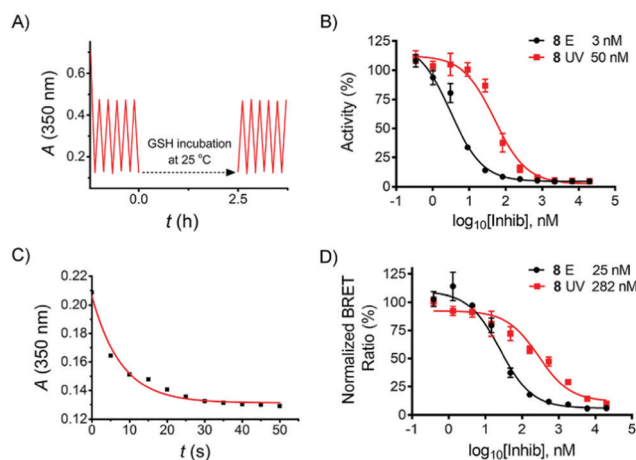 A)
A (350 nm)
0.6
0.4
0.2
GSH incubation
at 25 °C
0.0
2.5
t (h)
B)
8 E 3 nM
8 UV 50 nM
Activity (%)
125
100
75
50
25
0
-1
0
1
2
3
4
5
log10[Inhib], nM
C)
A (350 nm)
0.22
0.20
0.18
0.16
0.14
0.12
0
10
20
30
40
50
t (s)
D)
8 E 25 nM
8 UV 282 nM
Normalized BRET
Ratio (%)
125
100
75
50
25
0
-1
0
1
2
3
4
5
log10[Inhib], nM